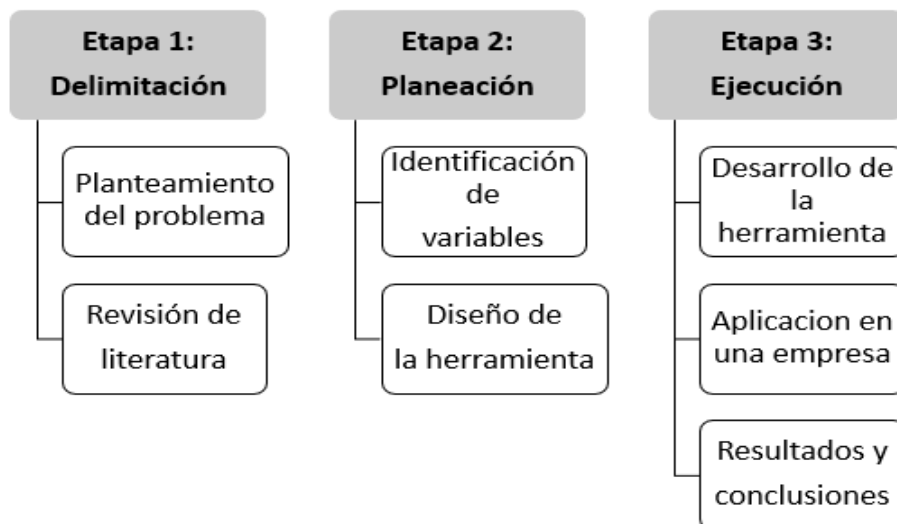 Etapa 1:
Delimitación
Planteamiento
del problema
Revisión de
literatura
Etapa 2:
Planeación
Identificación
de
variables
Diseño de
la herramienta
Etapa 3:
Ejecución
Desarrollo de
la
herramienta
Aplicacion en
una empresa
Resultados y
conclusiones